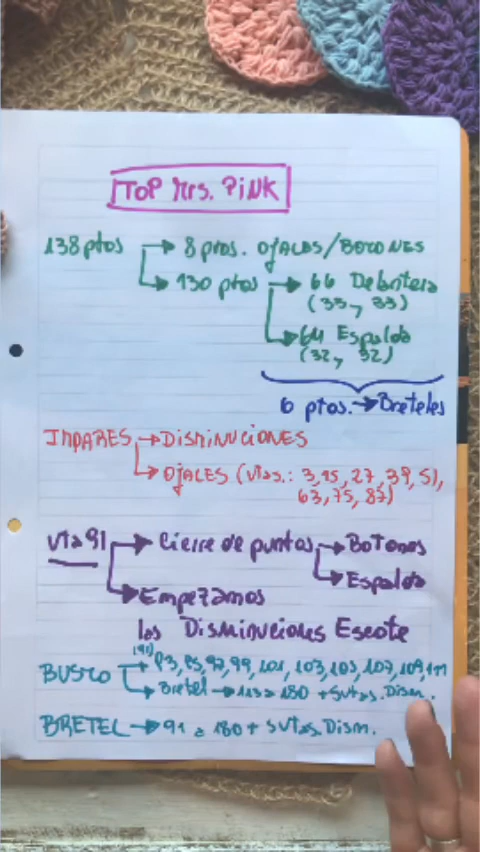 TOP Mrs. PINK
138 ptos → 8 ptos. OJALES/BOTONES
→ 130 ptos → 66 Delantera
(33, 33)
→ 64 Espalda
(32, 32)
6 ptos. → Breteles
IMPARES → DISMINUCIONES
→ OJALES (vtas.: 3, 15, 27, 39, 51,
63, 75, 87)
vta 91 → Cierre de puntos → Botones
→ Espalda
→ Empezamos
las Disminuciones Escote
(91)
BUSTO → 93, 95, 97, 99, 101, 103, 105, 107, 109, 111
→ Bretel → 113 a 180 + 5 vtas. Dism.
BRETEL → 91 a 180 + 5 vtas. Dism.